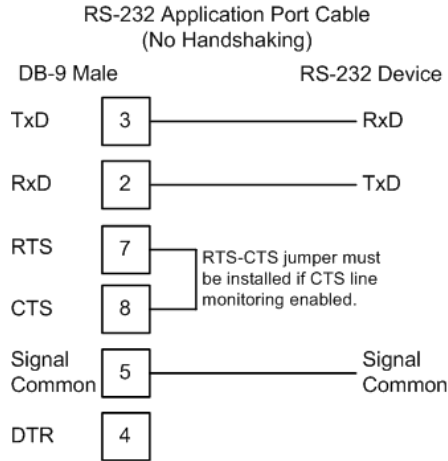 RS-232 Application Port Cable
(No Handshaking)
DB-9 Male
RS-232 Device
TxD 3 RxD
RxD 2 TxD
RTS 7
RTS-CTS jumper must
be installed if CTS line
monitoring enabled.
CTS 8
Signal
Common
5
Signal
Common
DTR 4